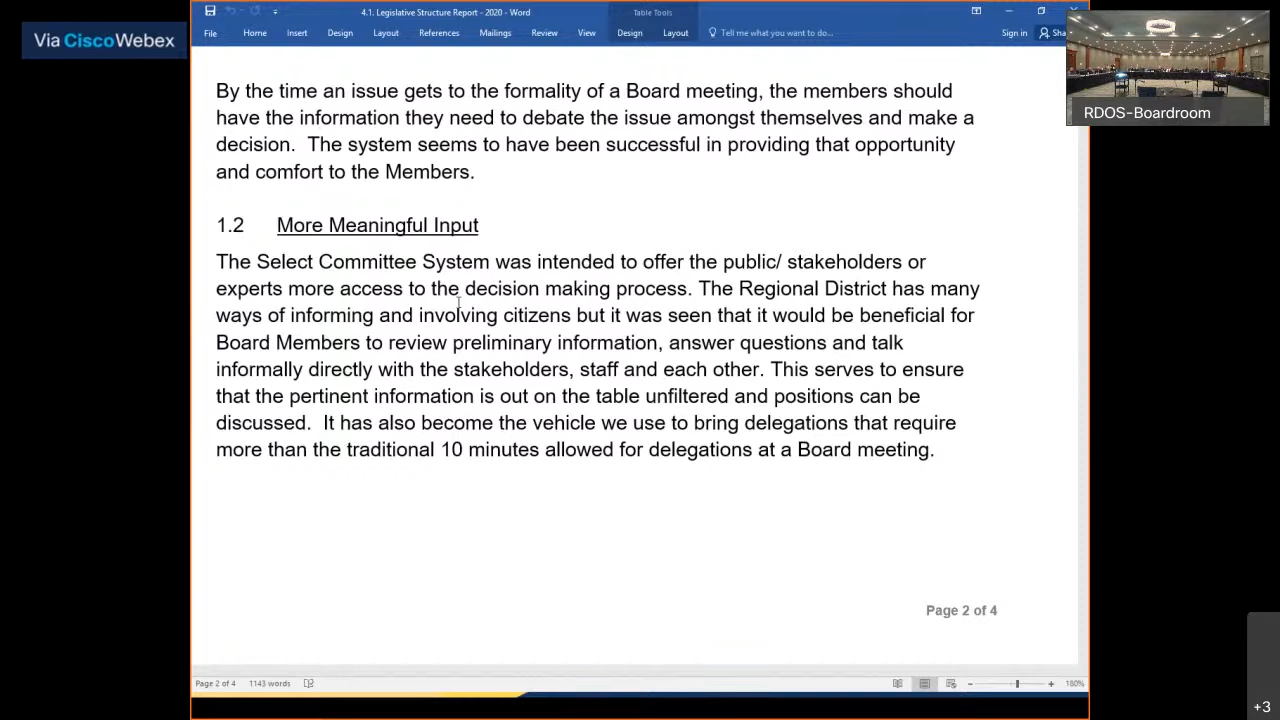 Via CiscoWebex
4.1. Legislative Structure Report - 2020 - Word
Table Tools
File Home Insert Design Layout References Mailings Review View Design Layout Tell me what you want to do... Sign in Sha
RDOS-Boardroom
By the time an issue gets to the formality of a Board meeting, the members should
have the information they need to debate the issue amongst themselves and make a
decision. The system seems to have been successful in providing that opportunity
and comfort to the Members.
1.2 More Meaningful Input
The Select Committee System was intended to offer the public/ stakeholders or
experts more access to the decision making process. The Regional District has many
ways of informing and involving citizens but it was seen that it would be beneficial for
Board Members to review preliminary information, answer questions and talk
informally directly with the stakeholders, staff and each other. This serves to ensure
that the pertinent information is out on the table unfiltered and positions can be
discussed. It has also become the vehicle we use to bring delegations that require
more than the traditional 10 minutes allowed for delegations at a Board meeting.
Page 2 of 4
Page 2 of 4 1143 words 180%
+3